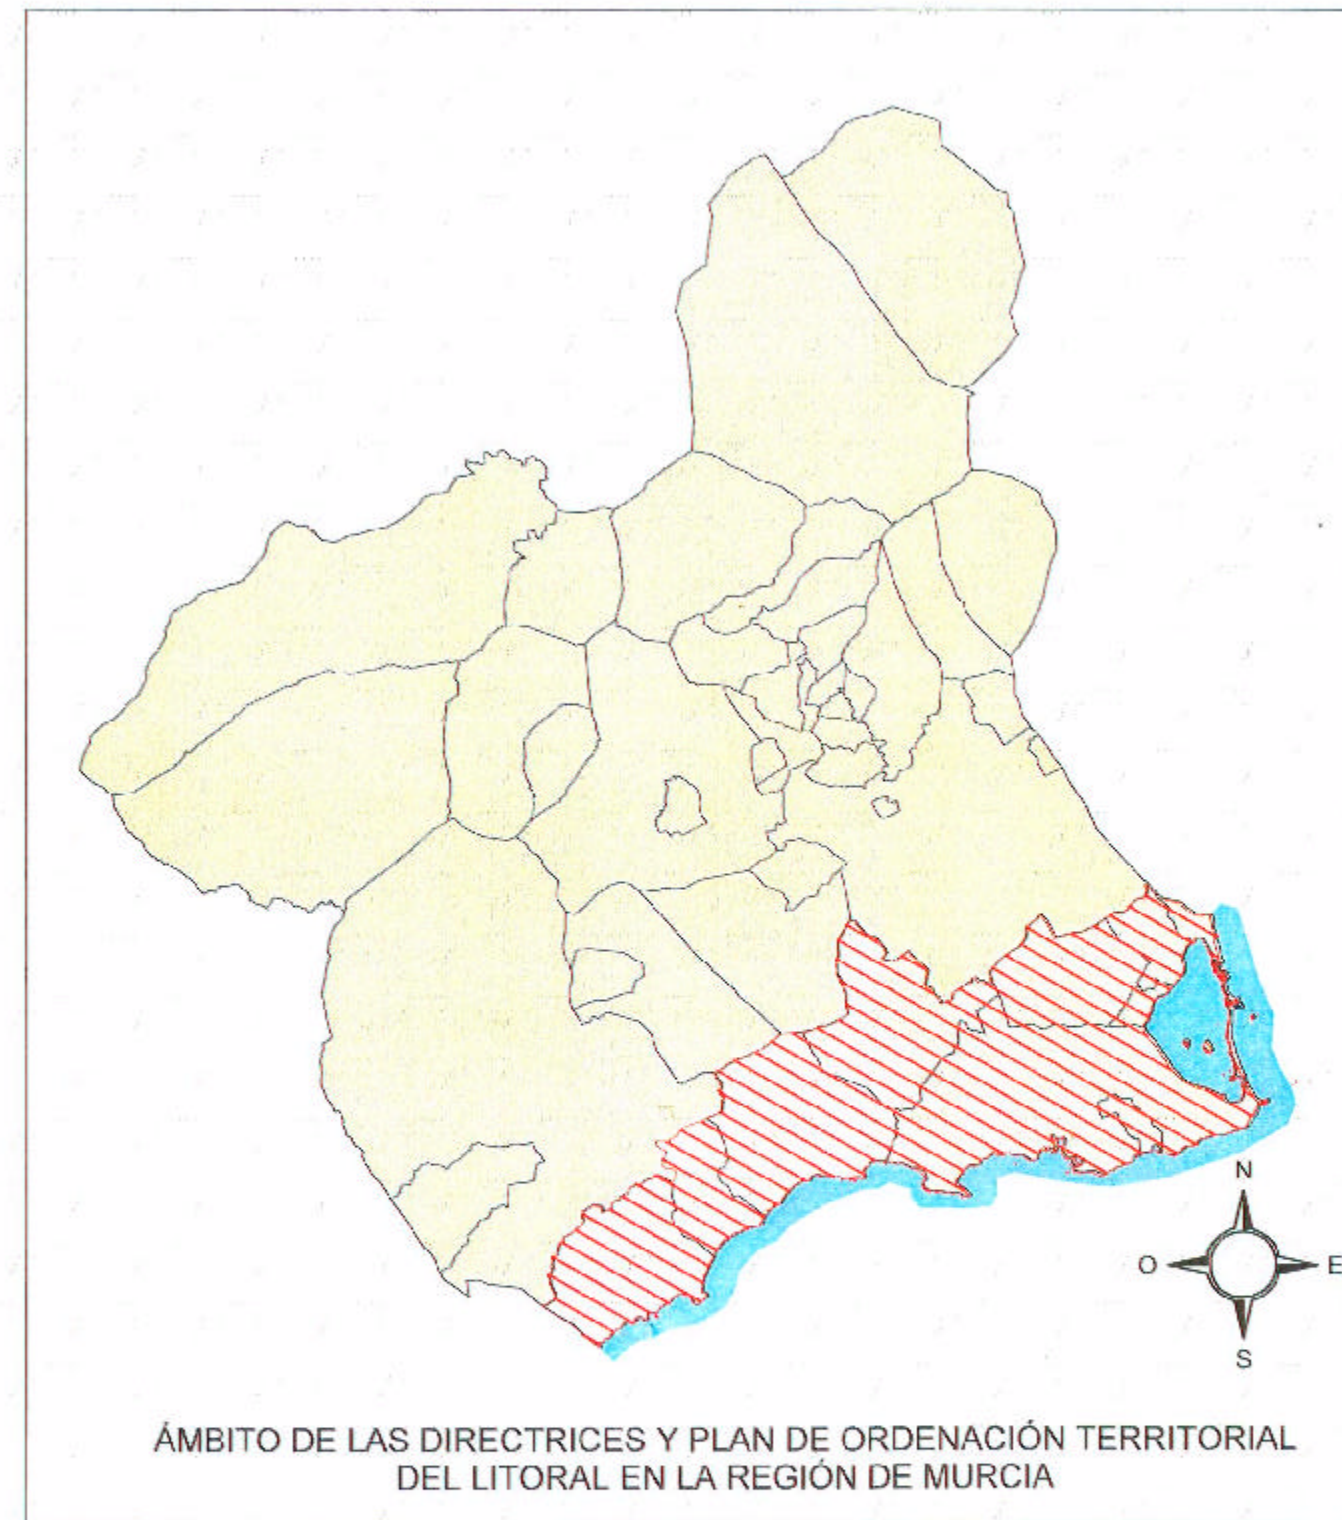 N
O E
S
ÁMBITO DE LAS DIRECTRICES Y PLAN DE ORDENACIÓN TERRITORIAL
DEL LITORAL EN LA REGIÓN DE MURCIA